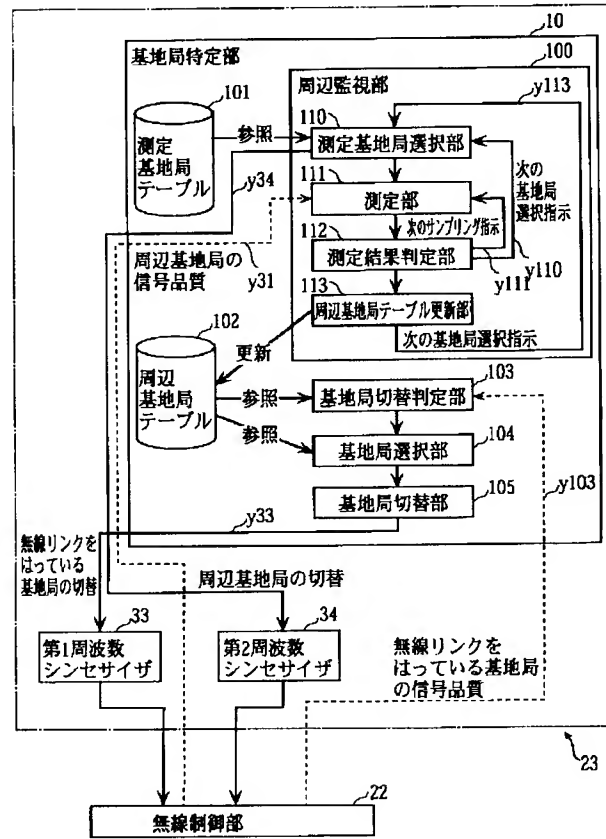 10
基地局特定部
100
周辺監視部
y113
101
測定
基地局
テーブル
参照
110
測定基地局選択部
y34
111
測定部
次の
基地局
選択指示
次のサンプリング指示
112
測定結果判定部
y111
y110
周辺基地局の
信号品質
y31
113
周辺基地局テーブル更新部
次の基地局選択指示
102
更新
周辺
基地局
テーブル
参照
103
基地局切替判定部
参照
104
基地局選択部
105
基地局切替部
y103
y33
無線リンクを
はっている
基地局の切替
周辺基地局の切替
33
第1周波数
シンセサイザ
34
第2周波数
シンセサイザ
無線リンクを
はっている基地局
の信号品質
23
22
無線制御部